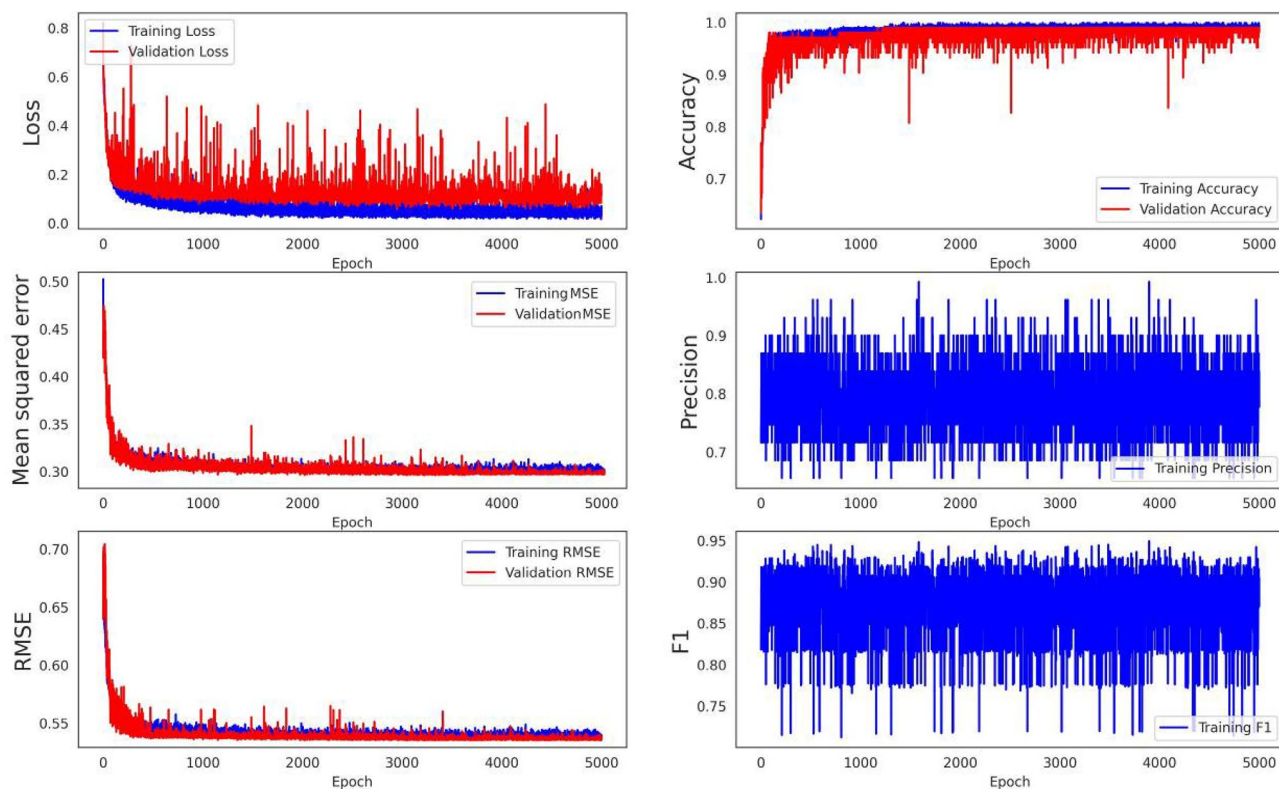 Loss
0.8
0.6
0.4
0.2
0.0
Training Loss
Validation Loss
0 1000 2000 3000 4000 5000
Epoch
Accuracy
1.0
0.9
0.8
0.7
Training Accuracy
Validation Accuracy
0 1000 2000 3000 4000 5000
Epoch
Mean squared error
0.50
0.45
0.40
0.35
0.30
Training MSE
Validation MSE
0 1000 2000 3000 4000 5000
Epoch
Precision
1.0
0.9
0.8
0.7
Training Precision
0 1000 2000 3000 4000 5000
Epoch
RMSE
0.70
0.65
0.60
0.55
Training RMSE
Validation RMSE
0 1000 2000 3000 4000 5000
Epoch
F1
0.95
0.90
0.85
0.80
0.75
Training F1
0 1000 2000 3000 4000 5000
Epoch